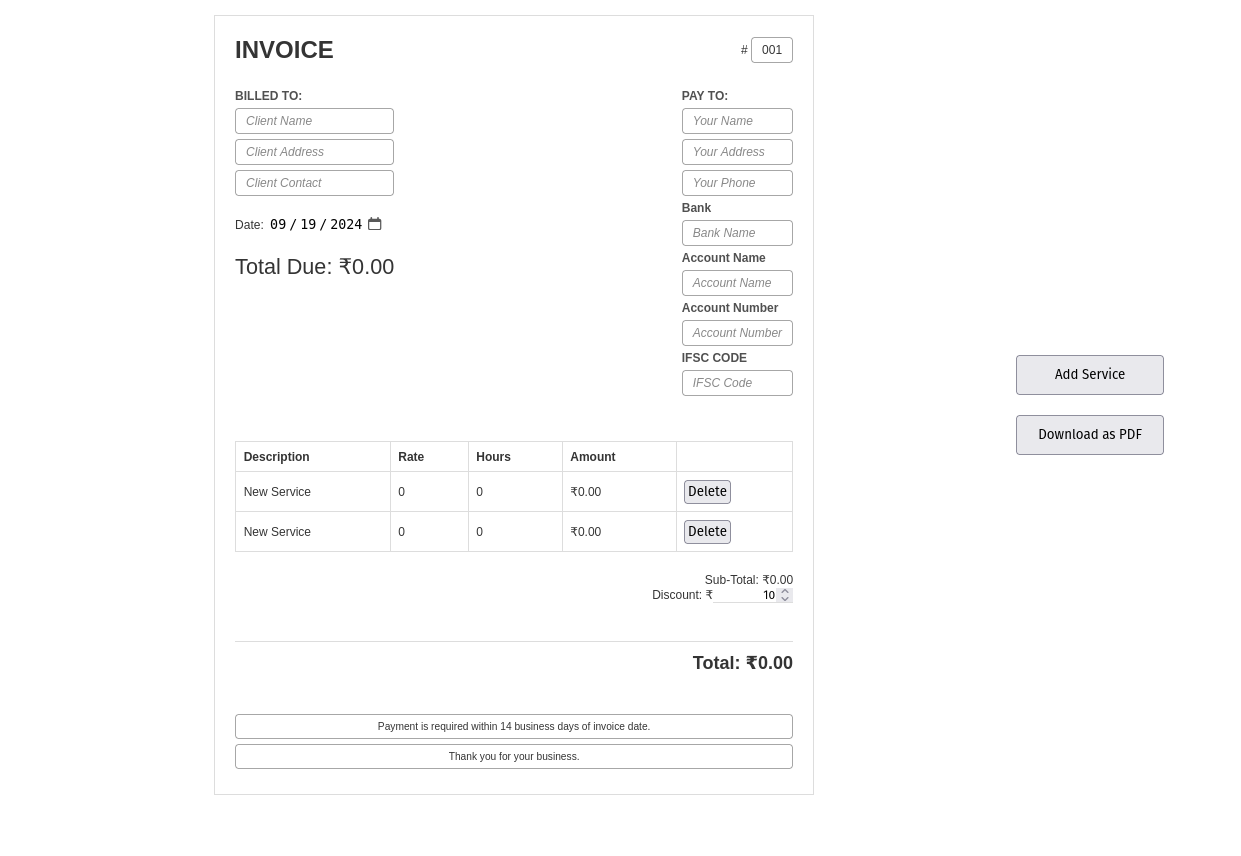 INVOICE
# 001
BILLED TO:
Client Name
Client Address
Client Contact
Date: 09 / 19 / 2024
Total Due: ₹0.00
PAY TO:
Your Name
Your Address
Your Phone
Bank
Bank Name
Account Name
Account Name
Account Number
Account Number
IFSC CODE
IFSC Code
Add Service
Download as PDF
Description Rate Hours Amount
New Service 0 0 ₹0.00 Delete
New Service 0 0 ₹0.00 Delete
Sub-Total: ₹0.00
Discount: ₹ 10
Total: ₹0.00
Payment is required within 14 business days of invoice date.
Thank you for your business.